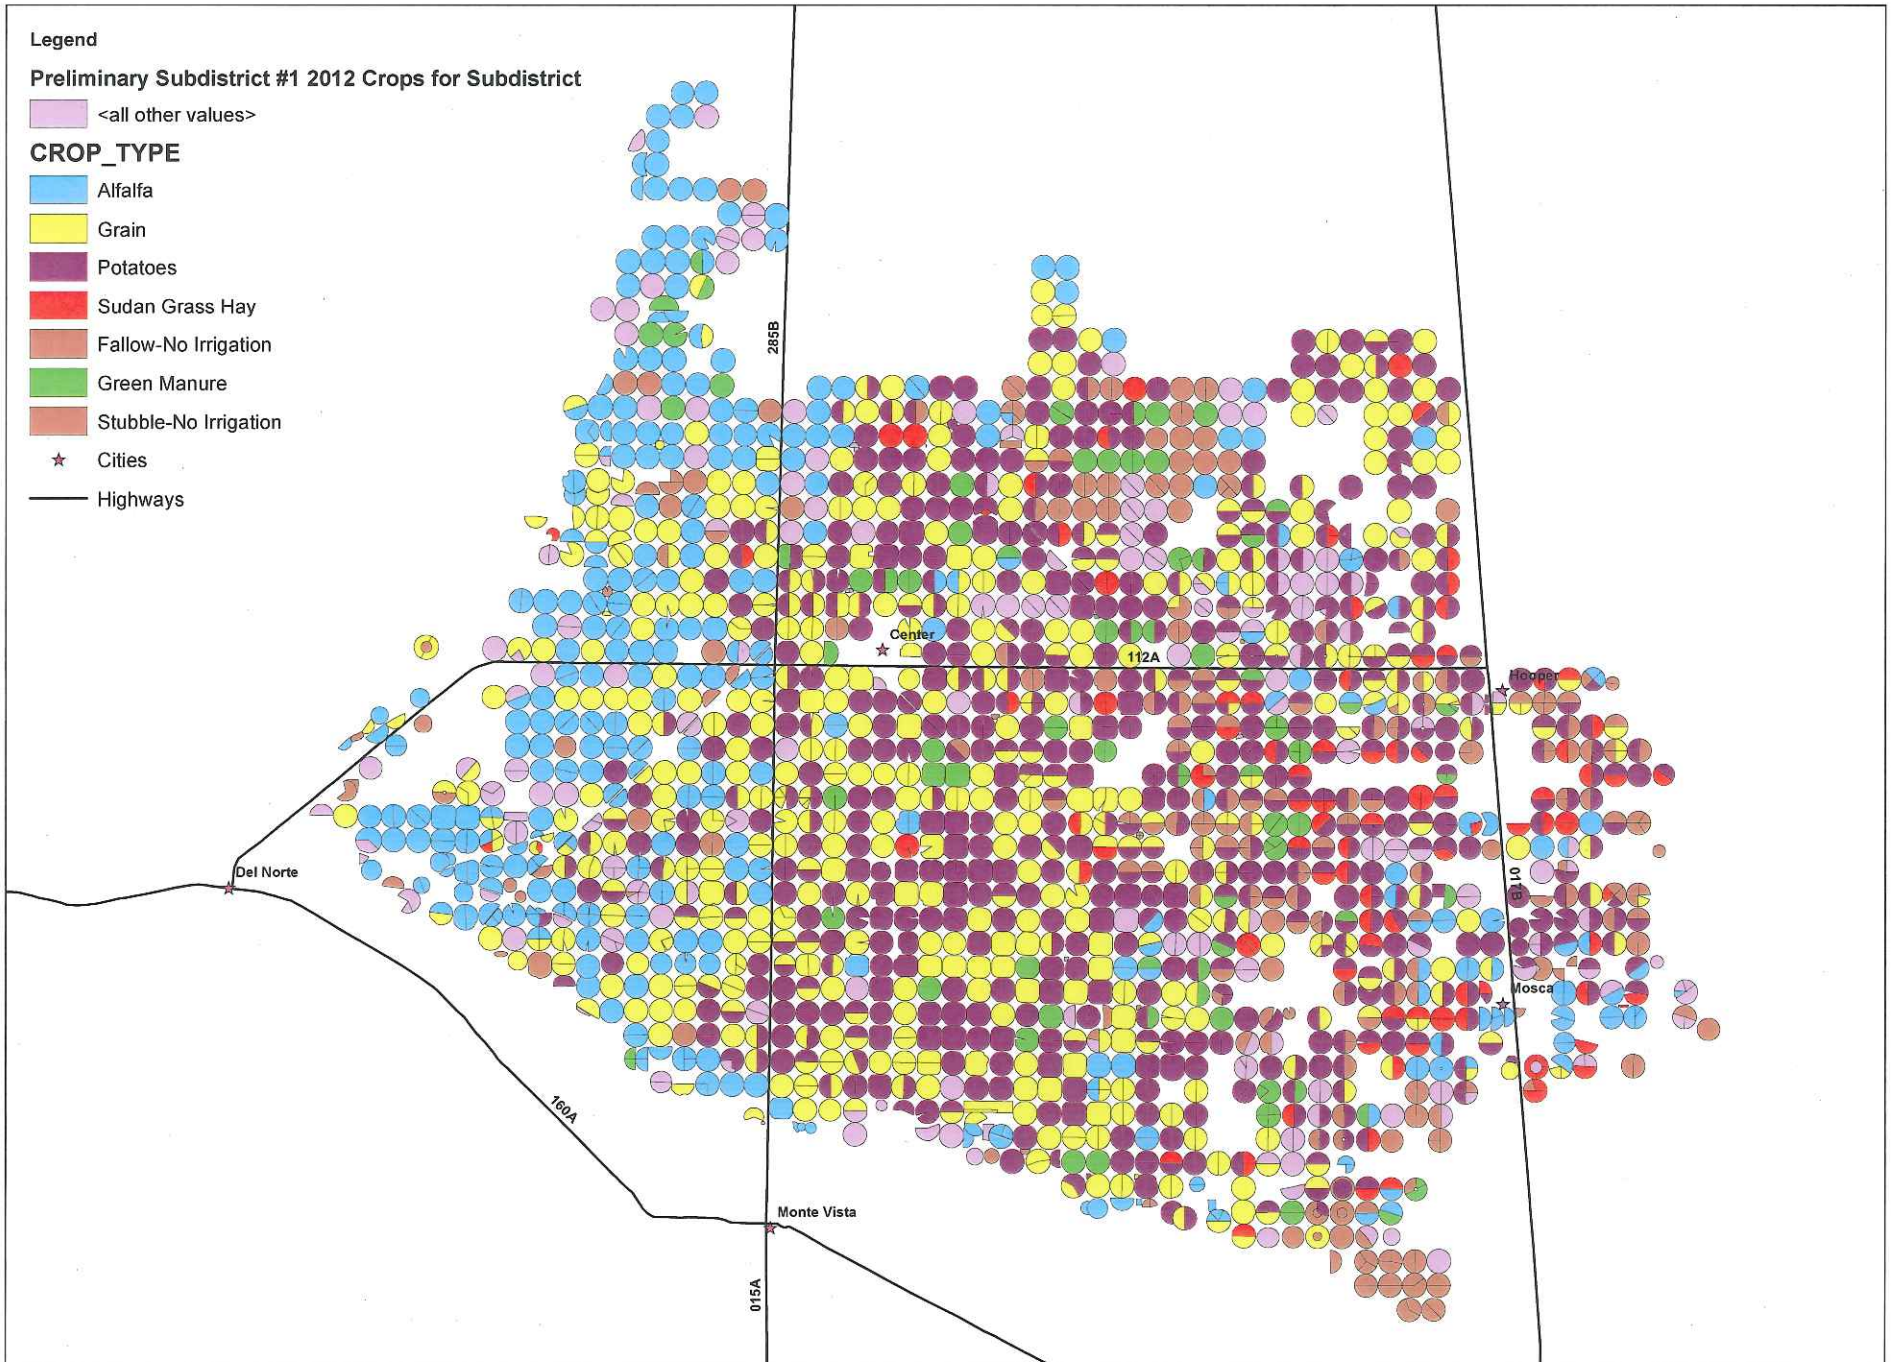 Legend
Preliminary Subdistrict #1 2012 Crops for Subdistrict
<all other values>
CROP_TYPE
Alfalfa
Grain
Potatoes
Sudan Grass Hay
Fallow-No Irrigation
Green Manure
Stubble-No Irrigation
Cities
Highways
285B
Center
112A
Hooper
Del Norte
017B
Mosca
160A
Monte Vista
015A